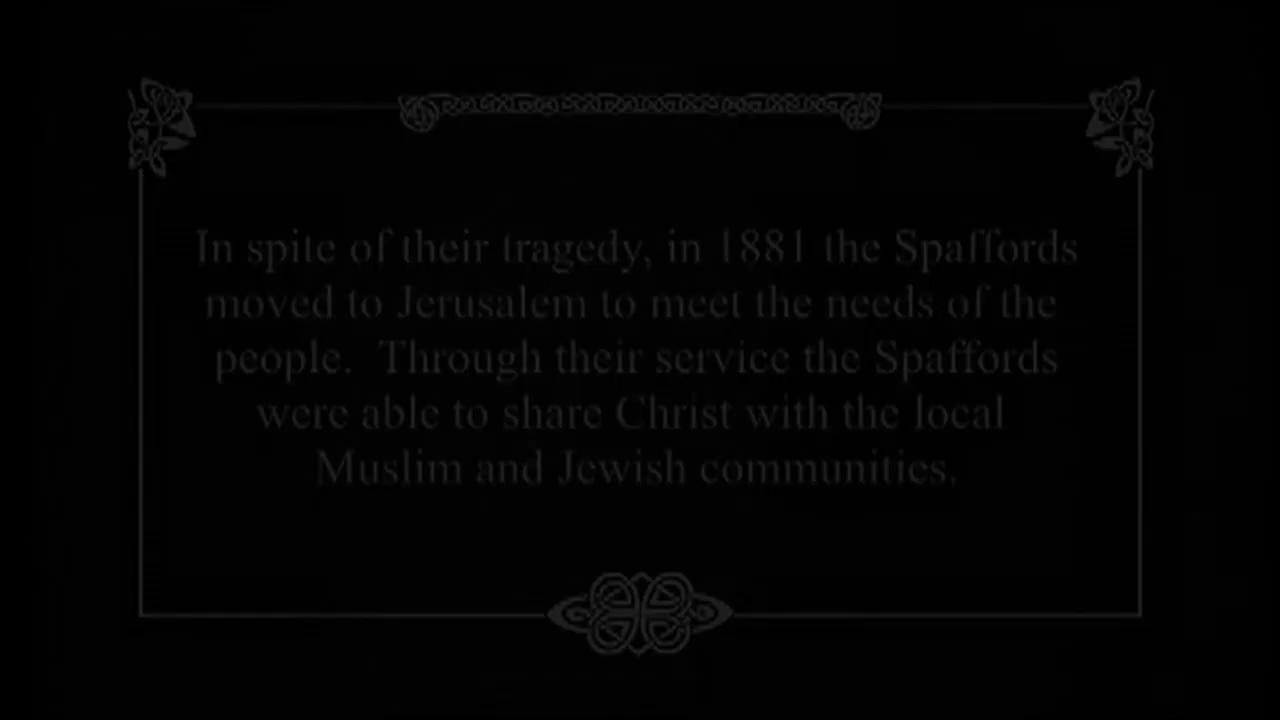 In spite of their tragedy, in 1881 the Spaffords
moved to Jerusalem to meet the needs of the
people.  Through their service the Spaffords
were able to share Christ with the local
Muslim and Jewish communities.